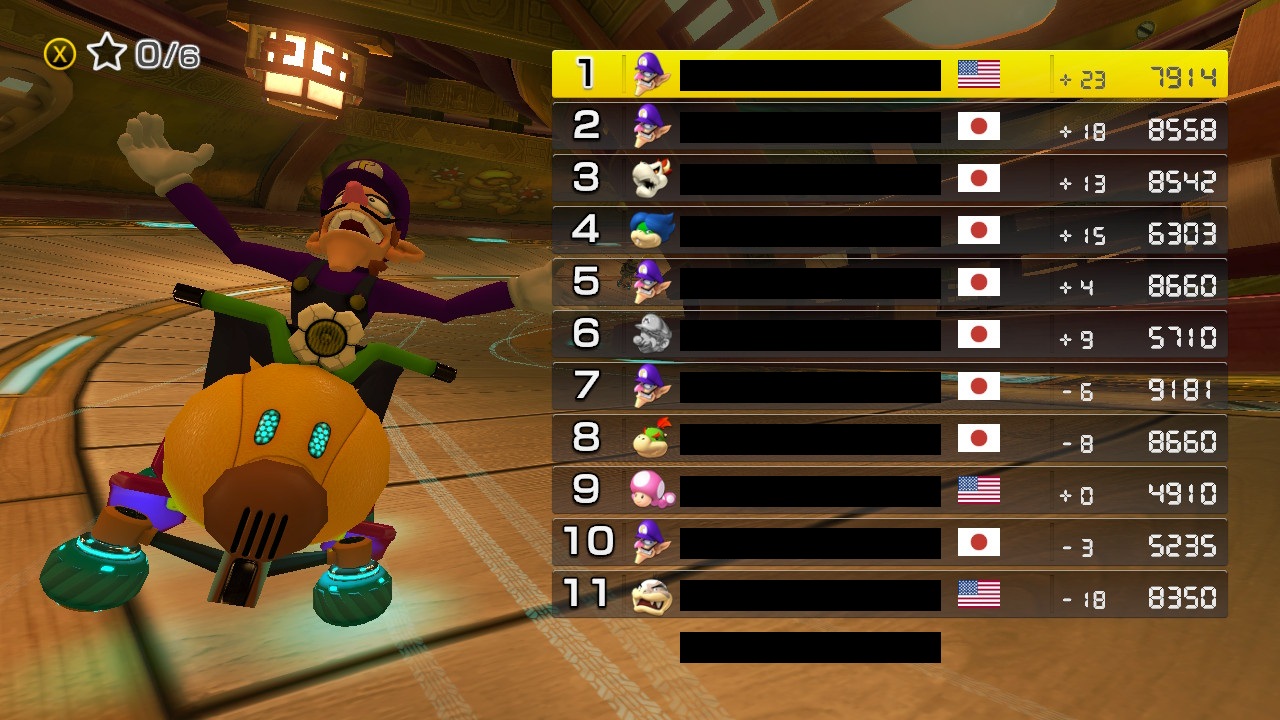 X 0/6
1 + 23 7914
2 + 18 8558
3 + 13 8542
4 + 15 6303
5 + 4 8660
6 + 9 5710
7 - 6 9181
8 - 8 8660
9 + 0 4910
10 - 3 5235
11 - 18 8350